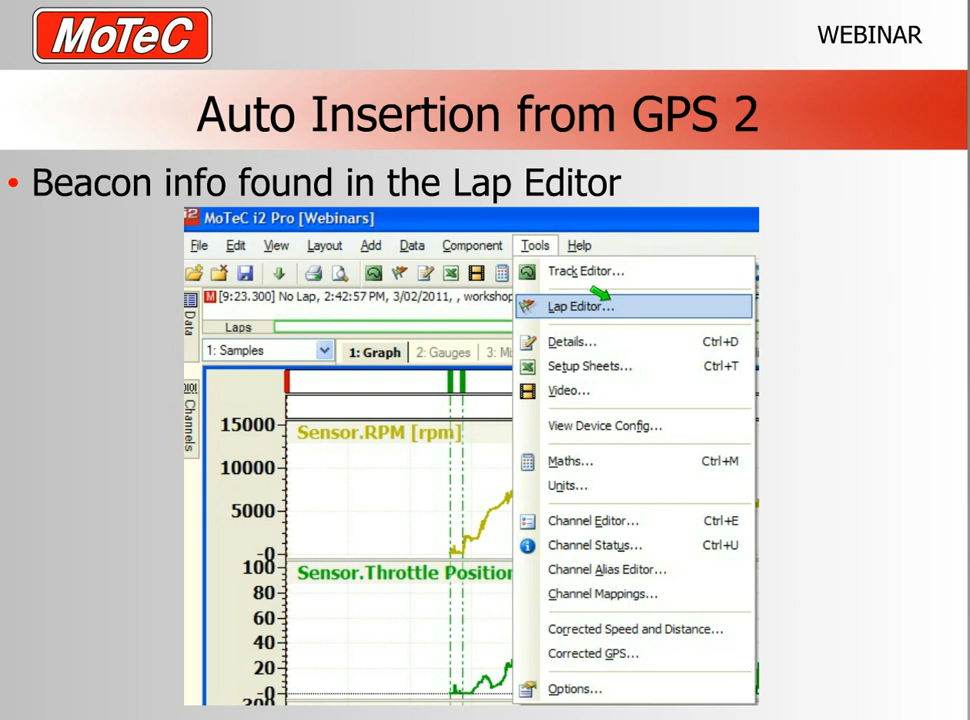 MoTeC
WEBINAR
Auto Insertion from GPS 2
• Beacon info found in the Lap Editor
MoTeC i2 Pro [Webinars]
File Edit View Layout Add Data Component Tools Help
M [9:23.300] No Lap, 2:42:57 PM, 3/02/2011, , workshop
Laps
Data
1: Samples 1: Graph 2: Gauges 3:
Channels
15000
10000
5000
-0
Sensor.RPM [rpm]
100
80
60
40
20
-0
Sensor.Throttle Position
300
Track Editor...
Lap Editor...
Details... Ctrl+D
Setup Sheets... Ctrl+T
Video...
View Device Config...
Maths... Ctrl+M
Units...
Channel Editor... Ctrl+E
Channel Status... Ctrl+U
Channel Alias Editor...
Channel Mappings...
Corrected Speed and Distance...
Corrected GPS...
Options...